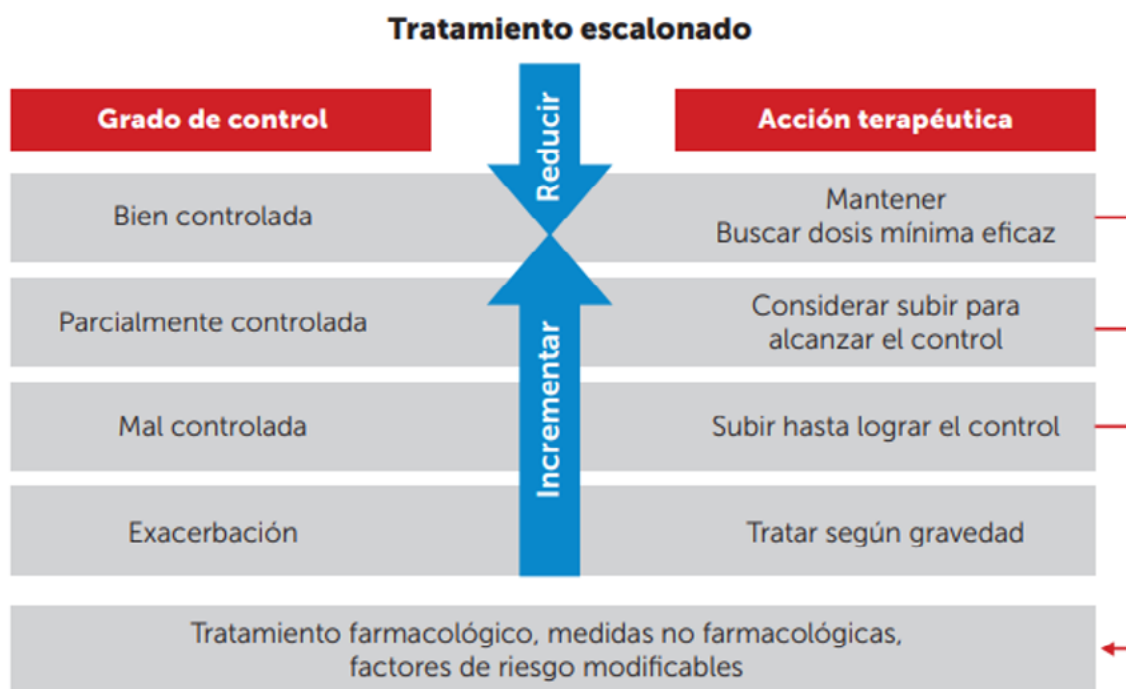 Tratamiento escalonado
Grado de control
Reducir
Acción terapéutica
Bien controlada
Mantener
Buscar dosis mínima eficaz
Parcialmente controlada
Considerar subir para
alcanzar el control
Incrementar
Mal controlada
Subir hasta lograr el control
Exacerbación
Tratar según gravedad
Tratamiento farmacológico, medidas no farmacológicas,
factores de riesgo modificables